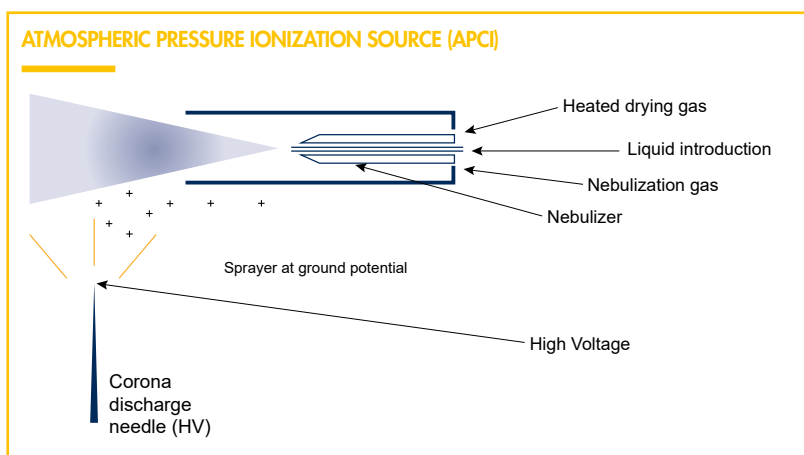 ATMOSPHERIC PRESSURE IONIZATION SOURCE (APCI)
Heated drying gas
Liquid introduction
Nebulization gas
Nebulizer
+ + + + + + + +
Sprayer at ground potential
High Voltage
Corona
discharge
needle (HV)